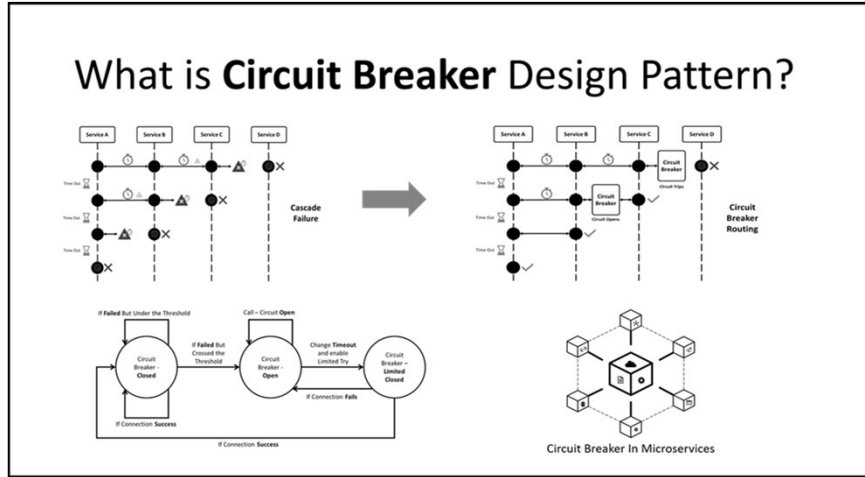 What is Circuit Breaker Design Pattern?
Service A
Service B
Service C
Service D
Time Out
Time Out
Time Out
Cascade
Failure
Service A
Service B
Service C
Service D
Circuit
Breaker
Circuit Trips
Time Out
Circuit
Breaker
Circuit Opens
Time Out
Time Out
Circuit
Breaker
Routing
If Failed But Under the Threshold
Call – Circuit Open
If Failed But
Crossed the
Threshold
Change Timeout
and enable
Limited Try
Circuit
Breaker -
Closed
Circuit
Breaker -
Open
Circuit
Breaker –
Limited
Closed
If Connection Fails
If Connection Success
If Connection Success
Circuit Breaker In Microservices